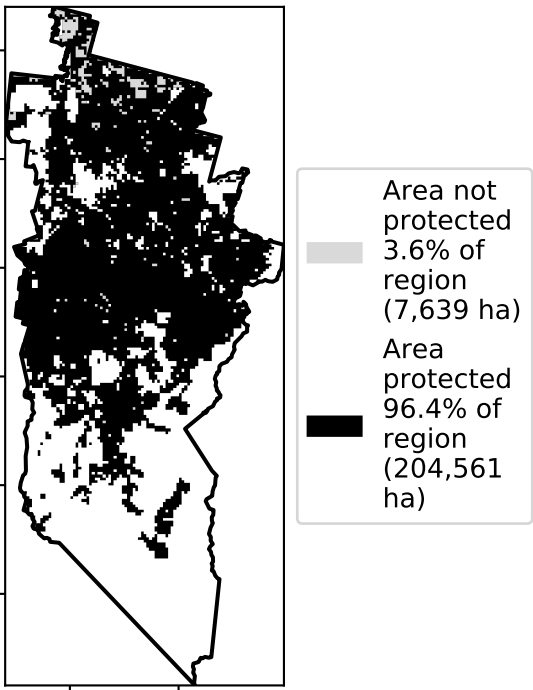 Area not
protected
3.6% of
region
(7,639 ha)
Area
protected
96.4% of
region
(204,561
ha)